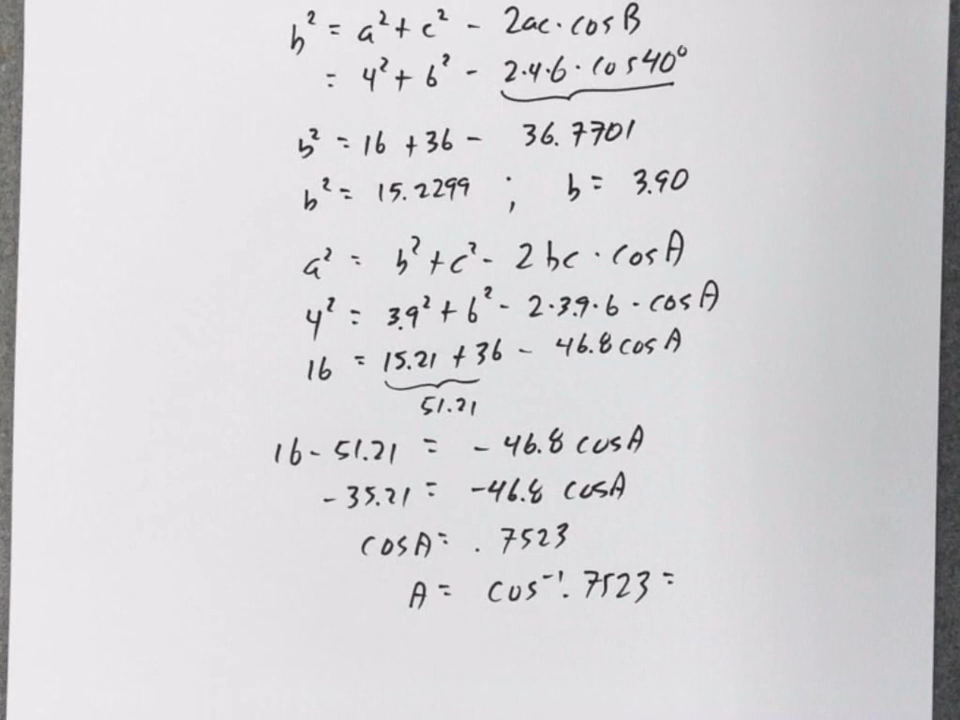 b² = a² + c² - 2ac · cos B
= 4² + 6² - 2·4·6 · cos 40°
b² = 16 + 36 - 36.7701
b² = 15.2299 ; b = 3.90
a² = b² + c² - 2bc · cos A
4² = 3.9² + 6² - 2·3.9·6 · cos A
16 = 15.21 + 36 - 46.8 cos A
51.21
16 - 51.21 = - 46.8 cos A
- 35.21 = -46.8 cos A
cos A = .7523
A = cos⁻¹ .7523 =